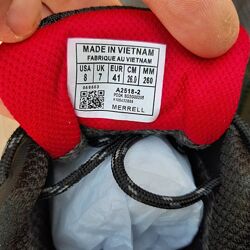 MADE IN VIETNAM
FABRIQUE AU VIETNAM
USA UK EUR CM MM
8 7 41 26.0 260
A2518-2
MERRELL